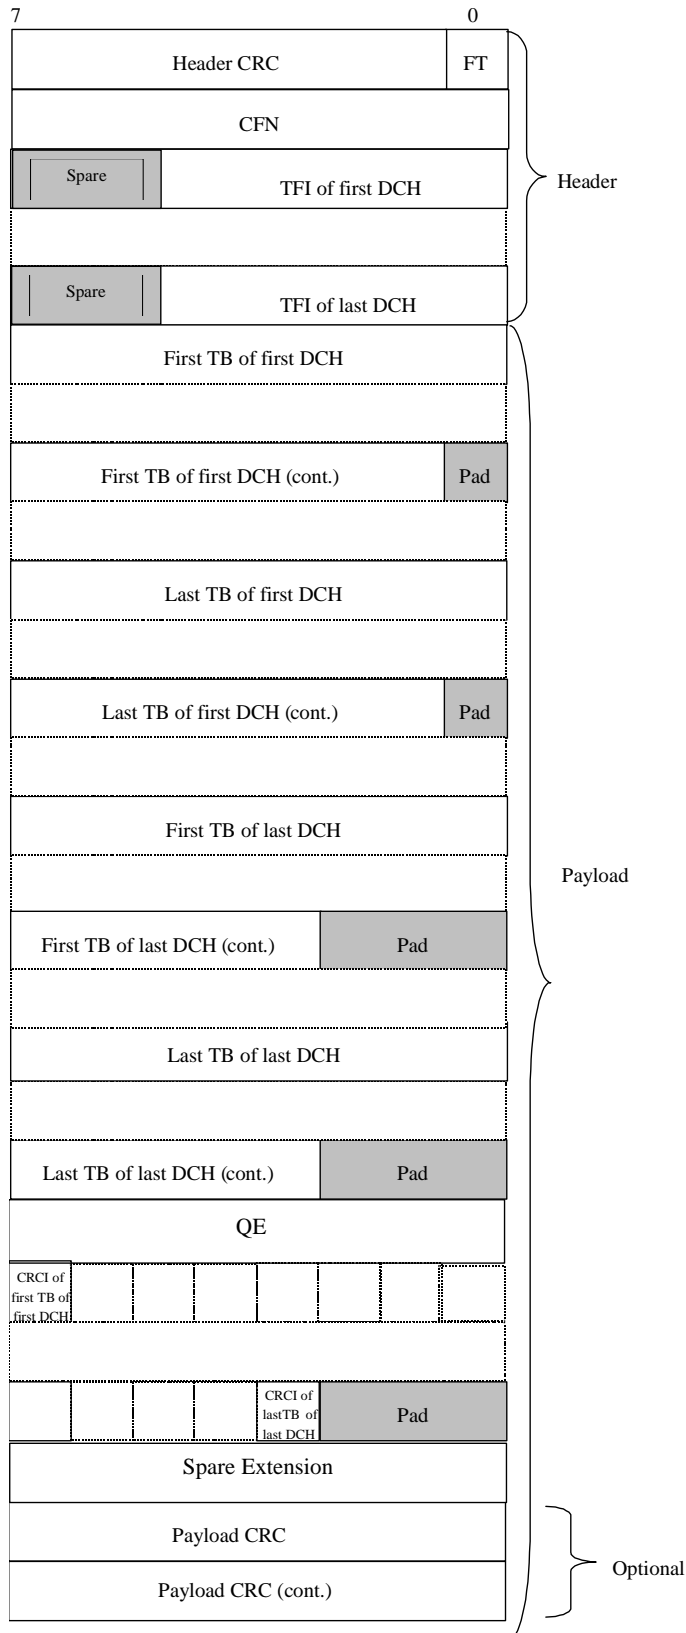 7 0
Header CRC FT
CFN
Spare TFI of first DCH
Header
Spare TFI of last DCH
First TB of first DCH
First TB of first DCH (cont.) Pad
Last TB of first DCH
Last TB of first DCH (cont.) Pad
First TB of last DCH
Payload
First TB of last DCH (cont.) Pad
Last TB of last DCH
Last TB of last DCH (cont.) Pad
QE
CRCI of
first TB of
first DCH
CRCI of
lastTB of
last DCH
Pad
Spare Extension
Payload CRC
Optional
Payload CRC (cont.)